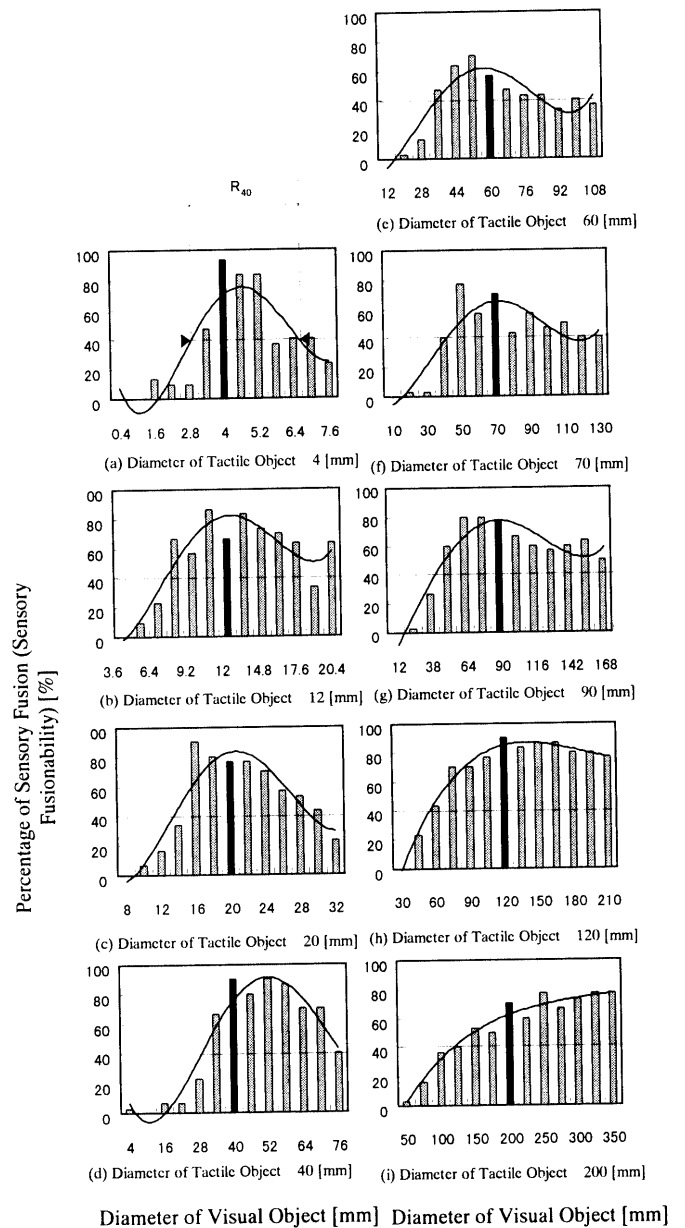 100
80
60
40
20
0
12 28 44 60 76 92 108
(e) Diameter of Tactile Object 60 [mm]
R40
100
80
60
40
20
0
0.4 1.6 2.8 4 5.2 6.4 7.6
(a) Diameter of Tactile Object 4 [mm]
100
80
60
40
20
0
10 30 50 70 90 110 130
(f) Diameter of Tactile Object 70 [mm]
00
80
60
40
20
0
3.6 6.4 9.2 12 14.8 17.6 20.4
(b) Diameter of Tactile Object 12 [mm]
100
80
60
40
20
0
12 38 64 90 116 142 168
(g) Diameter of Tactile Object 90 [mm]
Percentage of Sensory Fusion (Sensory
Fusionability) [%]
00
80
60
40
20
0
8 12 16 20 24 28 32
(c) Diameter of Tactile Object 20 [mm]
100
80
60
40
20
0
30 60 90 120 150 180 210
(h) Diameter of Tactile Object 120 [mm]
100
80
60
40
20
0
4 16 28 40 52 64 76
(d) Diameter of Tactile Object 40 [mm]
100
80
60
40
20
0
50 100 150 200 250 300 350
(i) Diameter of Tactile Object 200 [mm]
Diameter of Visual Object [mm] Diameter of Visual Object [mm]